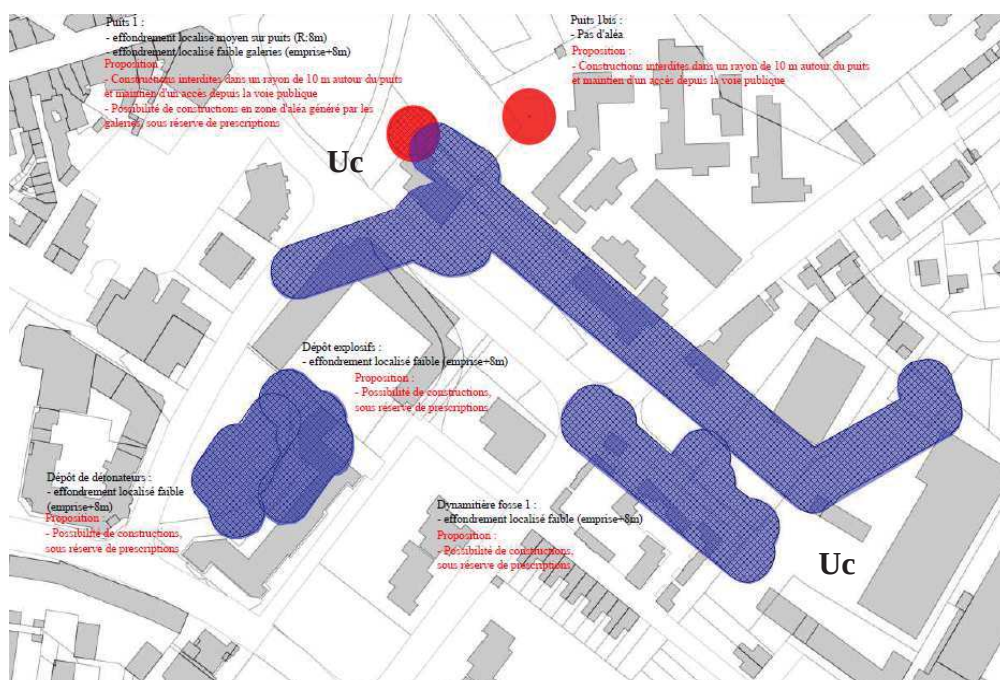 Puits 1 :
- effondrement localisé moyen sur puits (R:8m)
- effondrement localisé faible galeries (emprise+8m)
Proposition :
- Constructions interdites dans un rayon de 10 m autour du puits
et maintien d'un accès depuis la voie publique
- Possibilité de constructions en zone d'aléa généré par les
galeries, sous réserve de prescriptions
Puits 1bis :
- Pas d'aléa
Proposition :
- Constructions interdites dans un rayon de 10 m autour du puits
et maintien d'un accès depuis la voie publique
Uc
Dépôt explosifs :
- effondrement localisé faible (emprise+8m)
Proposition :
- Possibilité de constructions,
sous réserve de prescriptions
Dépôt de détonateurs :
- effondrement localisé faible
(emprise+8m)
Proposition :
- Possibilité de constructions,
sous réserve de prescriptions
Dynamitière fosse 1 :
- effondrement localisé faible (emprise+8m)
Proposition :
- Possibilité de constructions,
sous réserve de prescriptions
Uc